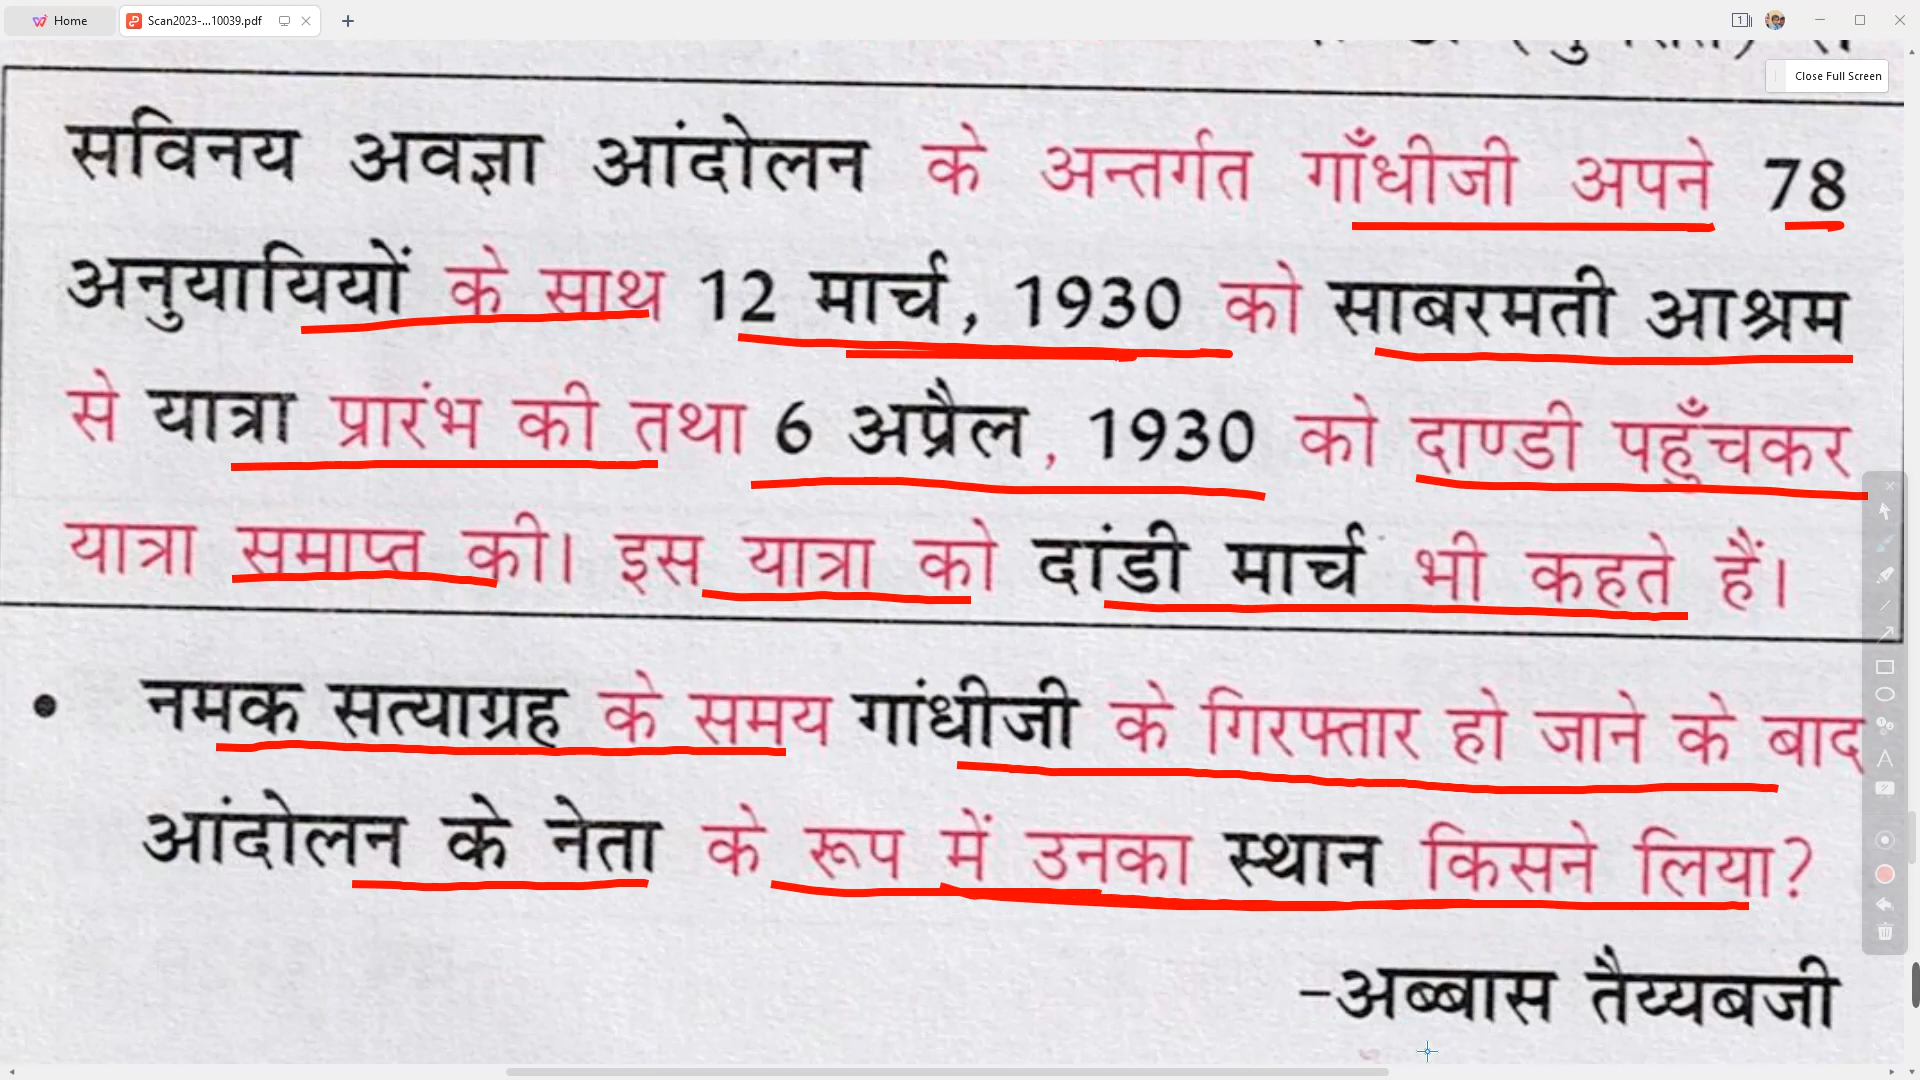 Home
Scan2023-...10039.pdf
1
Close Full Screen
सविनय अवज्ञा आंदोलन के अन्तर्गत गाँधीजी अपने 78
अनुयायियों के साथ 12 मार्च, 1930 को साबरमती आश्रम
से यात्रा प्रारंभ की तथा 6 अप्रैल, 1930 को दाण्डी पहुँचकर
यात्रा समाप्त की। इस यात्रा को दांडी मार्च भी कहते हैं।
• नमक सत्याग्रह के समय गांधीजी के गिरफ्तार हो जाने के बाद
आंदोलन के नेता के रूप में उनका स्थान किसने लिया?
–अब्बास तैय्यबजी